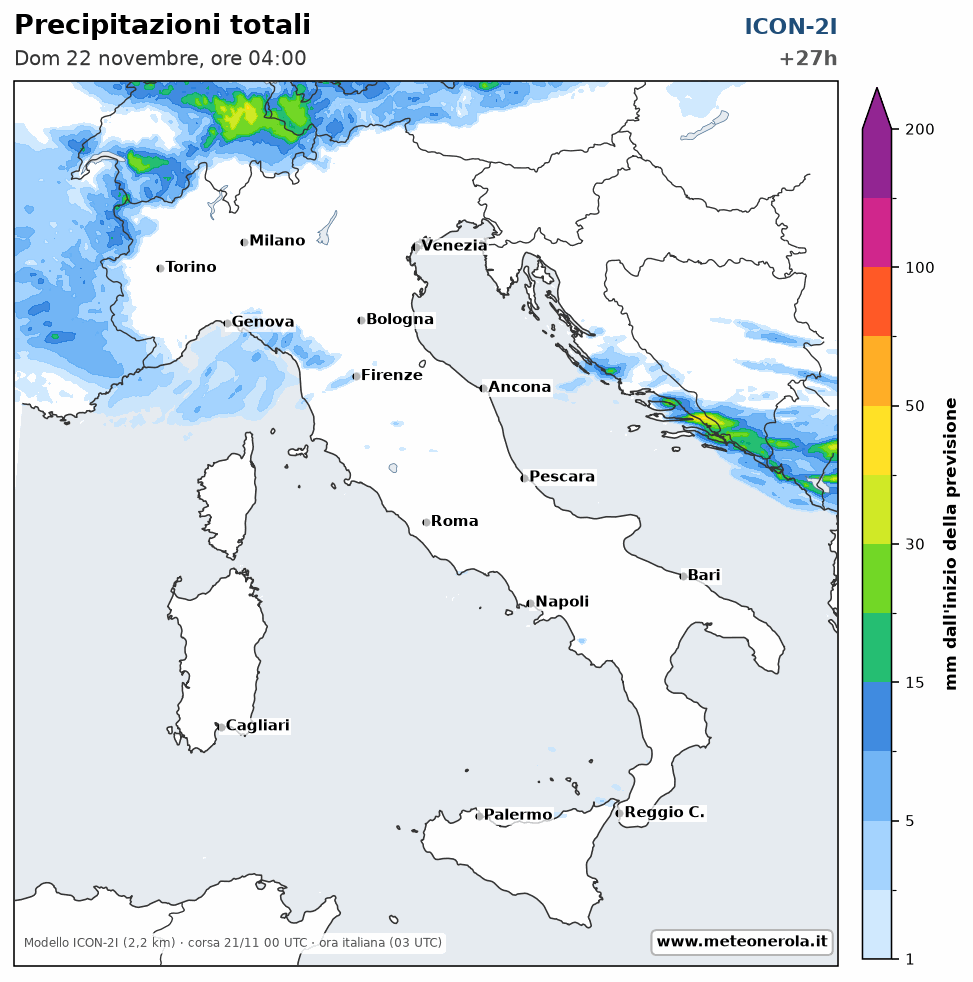 Precipitazioni totali
ICON-2I
Dom 22 novembre, ore 04:00
+27h
Milano
Venezia
Torino
Genova
Bologna
Firenze
Ancona
Pescara
Roma
Bari
Napoli
Cagliari
Palermo
Reggio C.
200
100
50
30
15
5
1
mm dall'inizio della previsione
Modello ICON-2I (2,2 km) · corsa 21/11 00 UTC · ora italiana (03 UTC)
www.meteonerola.it